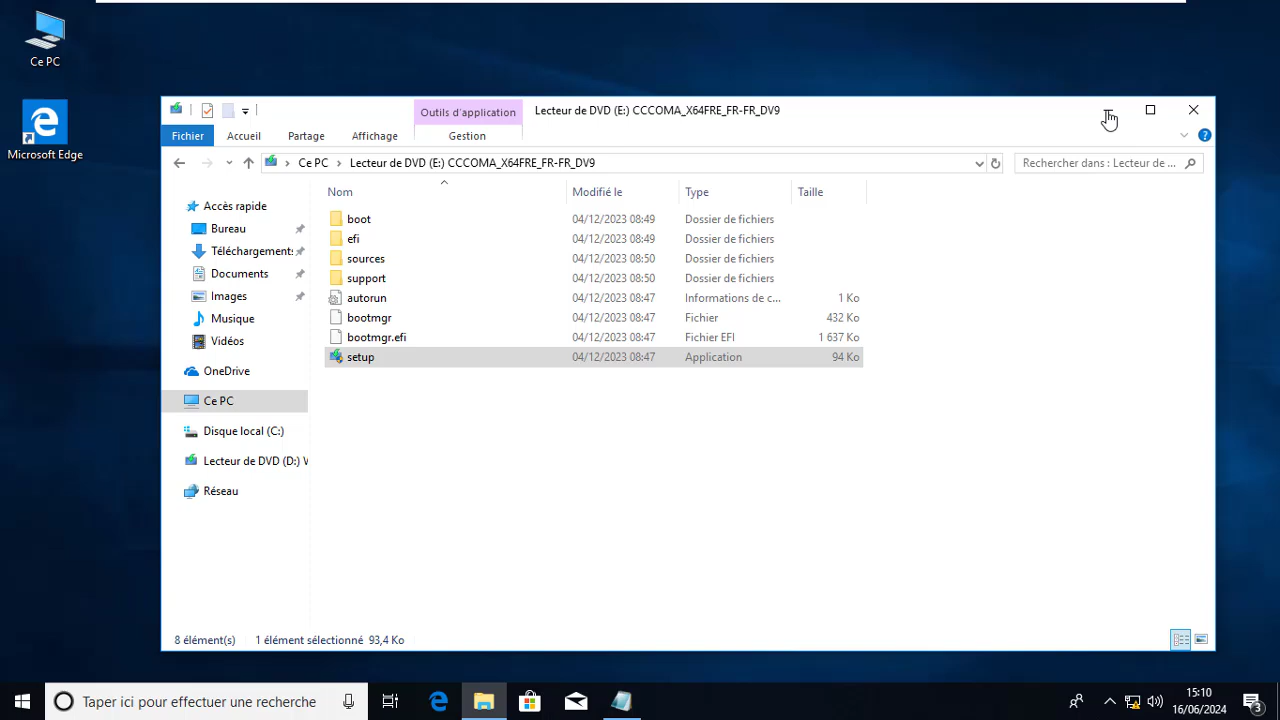 Ce PC
Microsoft Edge
Outils d'application
Lecteur de DVD (E:) CCCOMA_X64FRE_FR-FR_DV9
Fichier
Accueil
Partage
Affichage
Gestion
Ce PC
Lecteur de DVD (E:) CCCOMA_X64FRE_FR-FR_DV9
Rechercher dans : Lecteur de ...
Nom
Modifié le
Type
Taille
Accès rapide
Bureau
Téléchargement:
Documents
Images
Musique
Vidéos
OneDrive
Ce PC
Disque local (C:)
Lecteur de DVD (D:) V
Réseau
boot 04/12/2023 08:49 Dossier de fichiers
efi 04/12/2023 08:49 Dossier de fichiers
sources 04/12/2023 08:50 Dossier de fichiers
support 04/12/2023 08:50 Dossier de fichiers
autorun 04/12/2023 08:47 Informations de c... 1 Ko
bootmgr 04/12/2023 08:47 Fichier 432 Ko
bootmgr.efi 04/12/2023 08:47 Fichier EFI 1 637 Ko
setup 04/12/2023 08:47 Application 94 Ko
8 élément(s) 1 élément sélectionné 93,4 Ko
Taper ici pour effectuer une recherche
15:10
16/06/2024
3